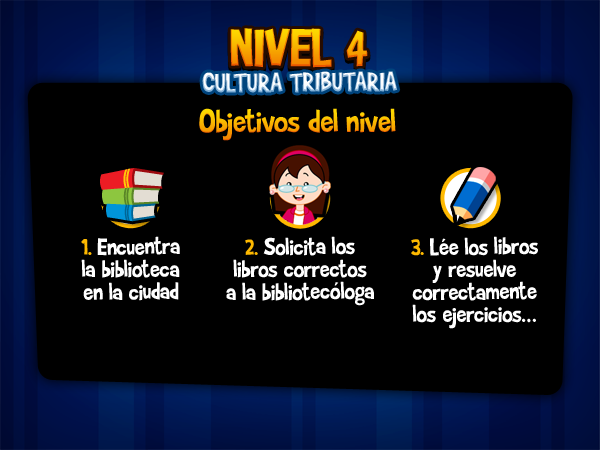 NIVEL 4
CULTURA TRIBUTARIA
Objetivos del nivel
1. Encuentra
la biblioteca
en la ciudad
2. Solicita los
libros correctos
a la bibliotecóloga
3. Lée los libros
y resuelve
correctamente
los ejercicios...